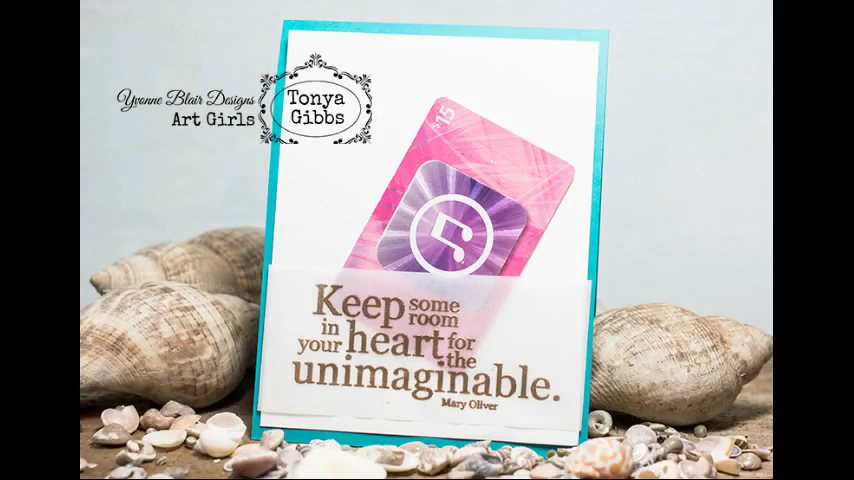 Yvonne Blair Designs
Art Girls
Tonya
Gibbs
$15
Keep some
room
in
your heart for
the
unimaginable.
Mary Oliver